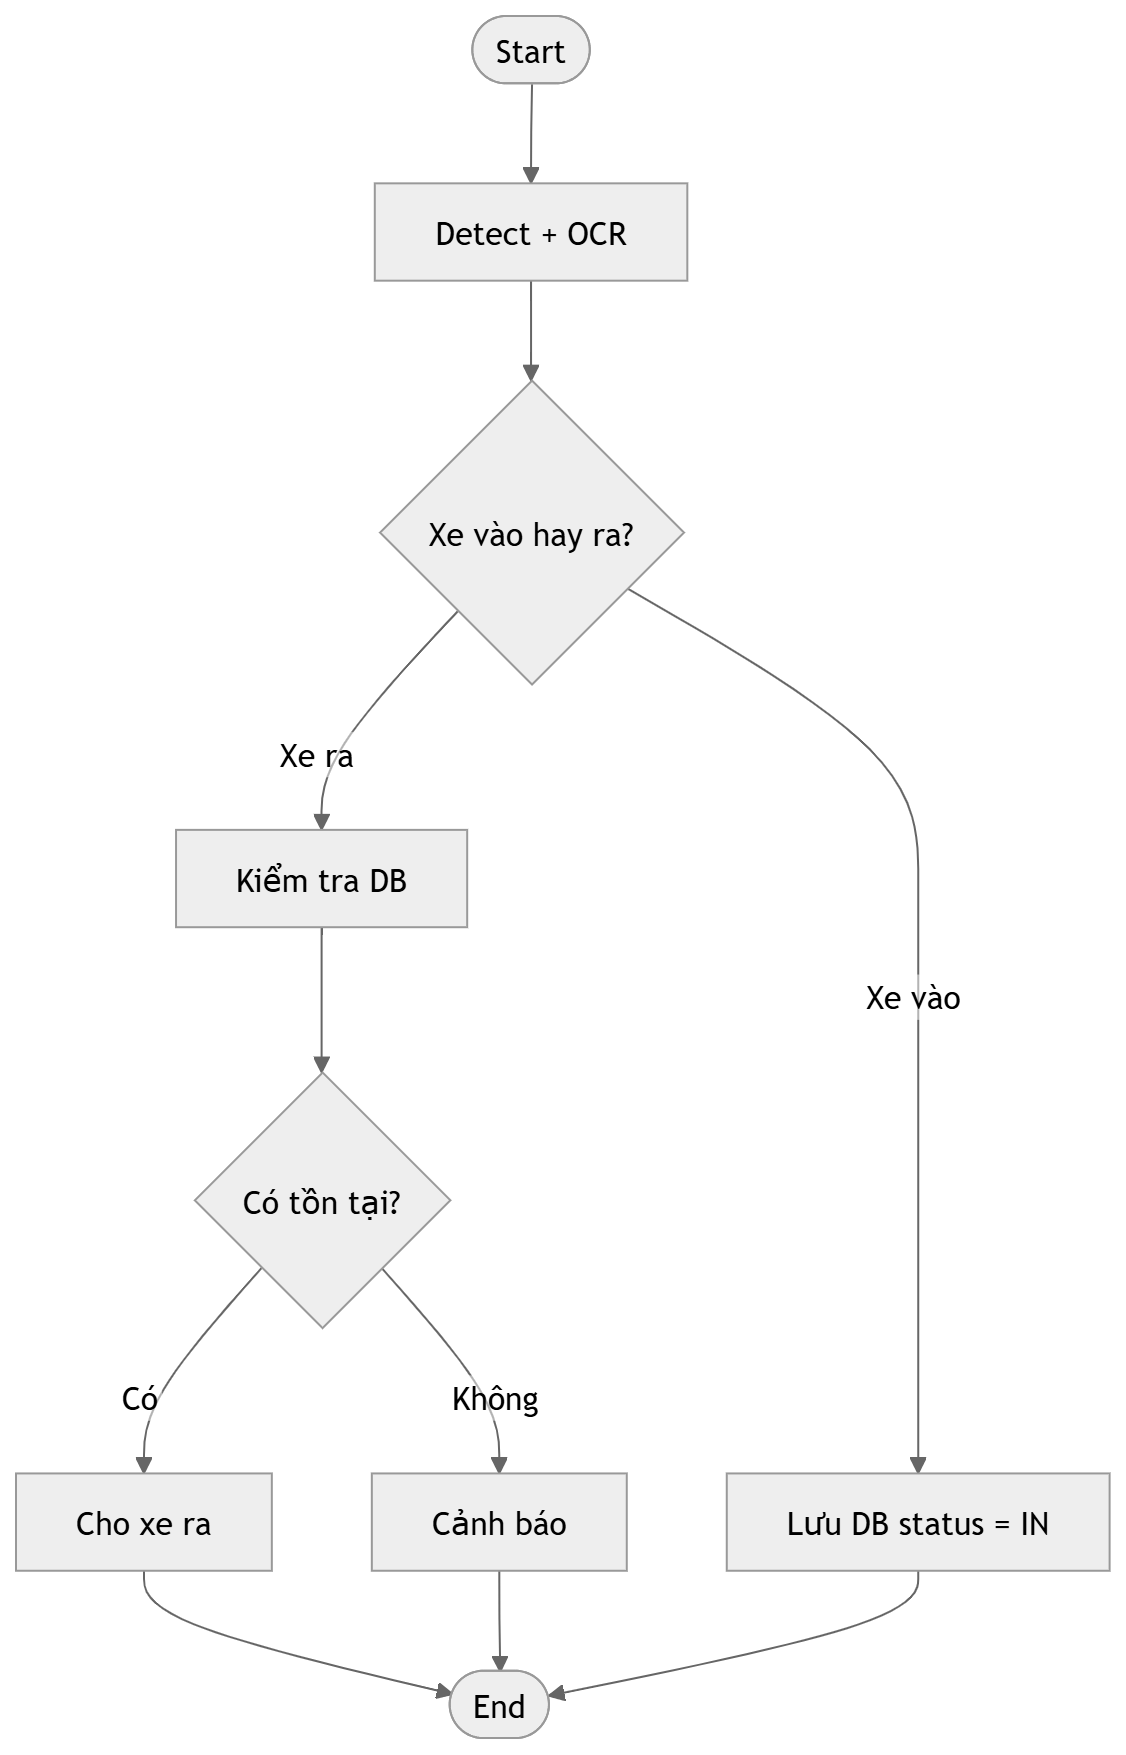 Start
Detect + OCR
Xe vào hay ra?
Xe ra
Kiểm tra DB
Xe vào
Có tồn tại?
Có
Không
Cho xe ra
Cảnh báo
Lưu DB status = IN
End